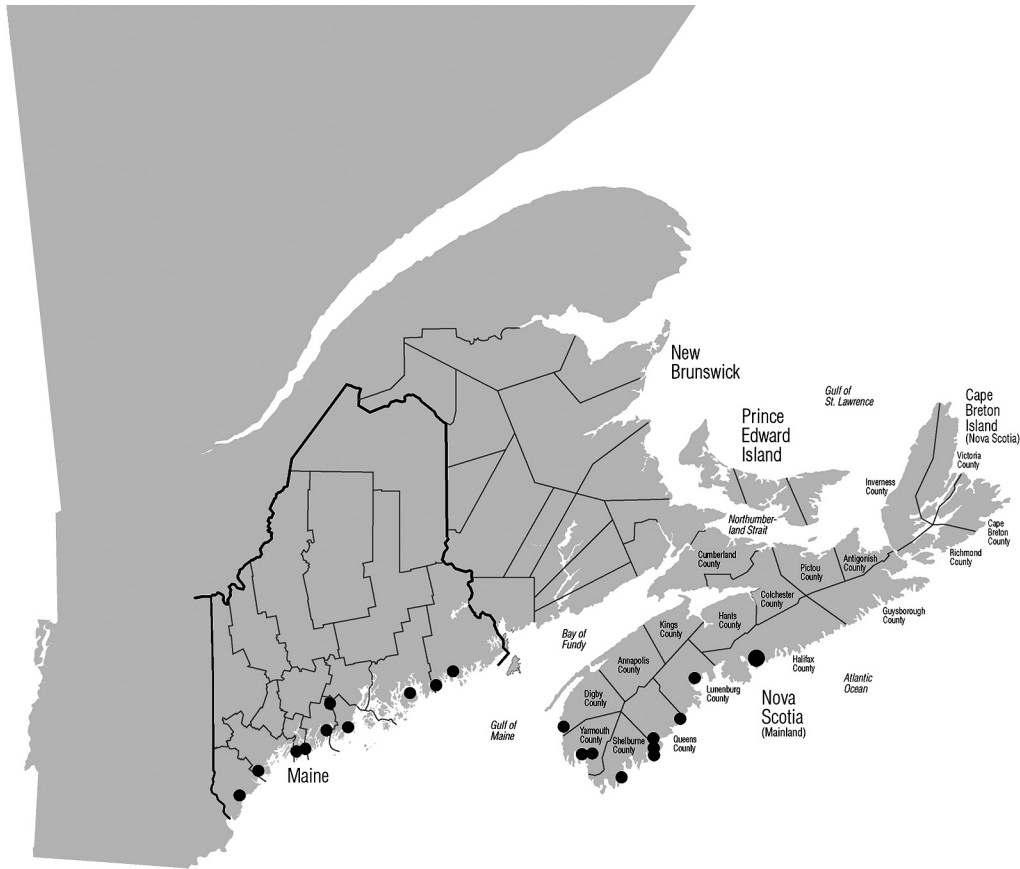 New
Brunswick
Gulf of
St. Lawrence
Cape
Breton
Island
(Nova Scotia)
Prince
Edward
Island
Victoria
County
Inverness
County
Northumber-
land Strait
Cape
Breton
County
Richmond
County
Cumberland
County
Pictou
County
Antigonish
County
Colchester
County
Guysborough
County
Hants
County
Kings
County
Bay of
Fundy
Annapolis
County
Halifax
County
Atlantic
Ocean
Digby
County
Lunenburg
County
Nova
Scotia
(Mainland)
Gulf of
Maine
Yarmouth
County
Shelburne
County
Queens
County
Maine